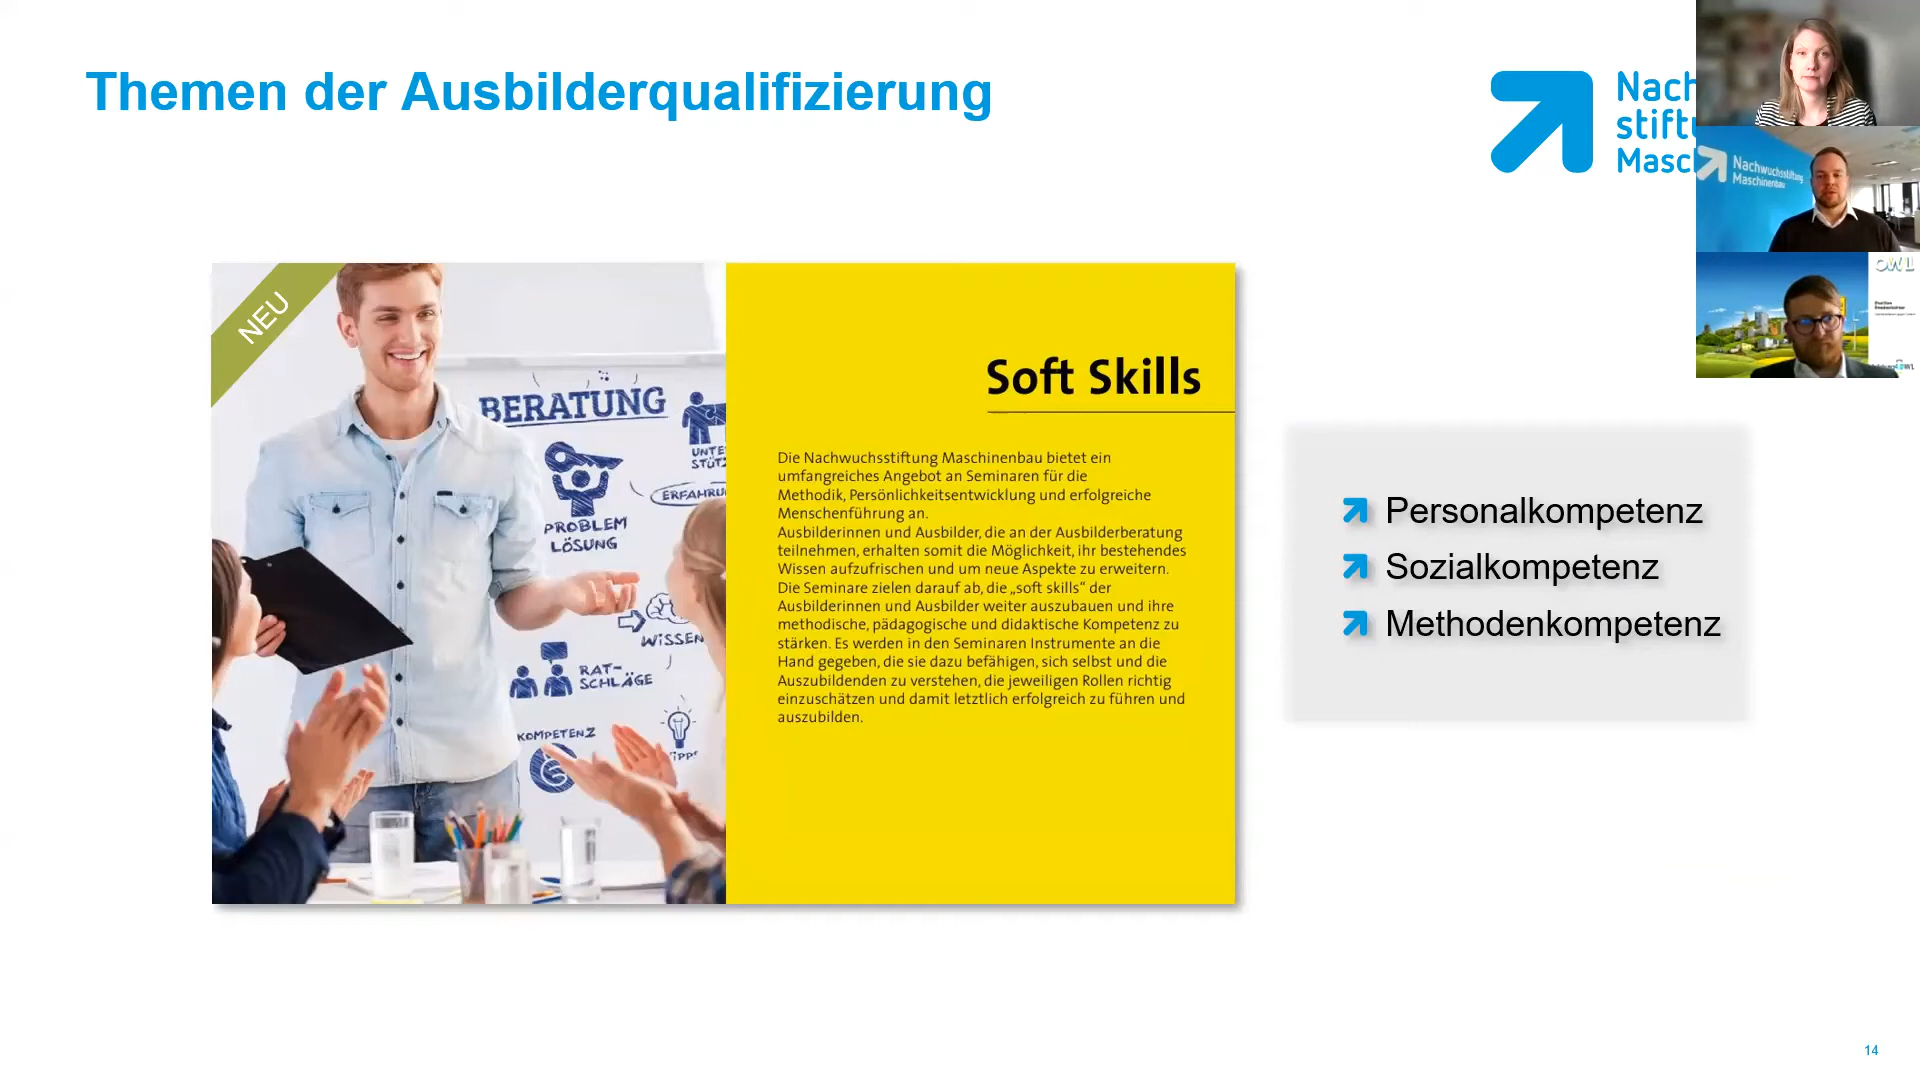 Themen der Ausbilderqualifizierung
Nach
stift
Masch
Nachwuchsstiftung
Maschinenbau
OWL
NEU
BERATUNG
UNTE
STÜTZ
ERFAHRU
PROBLEM
LÖSUNG
WISSEN
RAT-
SCHLÄGE
KOMPETENZ
Soft Skills
Die Nachwuchsstiftung Maschinenbau bietet ein
umfangreiches Angebot an Seminaren für die
Methodik, Persönlichkeitsentwicklung und erfolgreiche
Menschenführung an.
Ausbilderinnen und Ausbilder, die an der Ausbilderberatung
teilnehmen, erhalten somit die Möglichkeit, ihr bestehendes
Wissen aufzufrischen und um neue Aspekte zu erweitern.
Die Seminare zielen darauf ab, die „soft skills“ der
Ausbilderinnen und Ausbilder weiter auszubauen und ihre
methodische, pädagogische und didaktische Kompetenz zu
stärken. Es werden in den Seminaren Instrumente an die
Hand gegeben, die sie dazu befähigen, sich selbst und die
Auszubildenden zu verstehen, die jeweiligen Rollen richtig
einzuschätzen und damit letztlich erfolgreich zu führen und
auszubilden.
Personalkompetenz
Sozialkompetenz
Methodenkompetenz
14